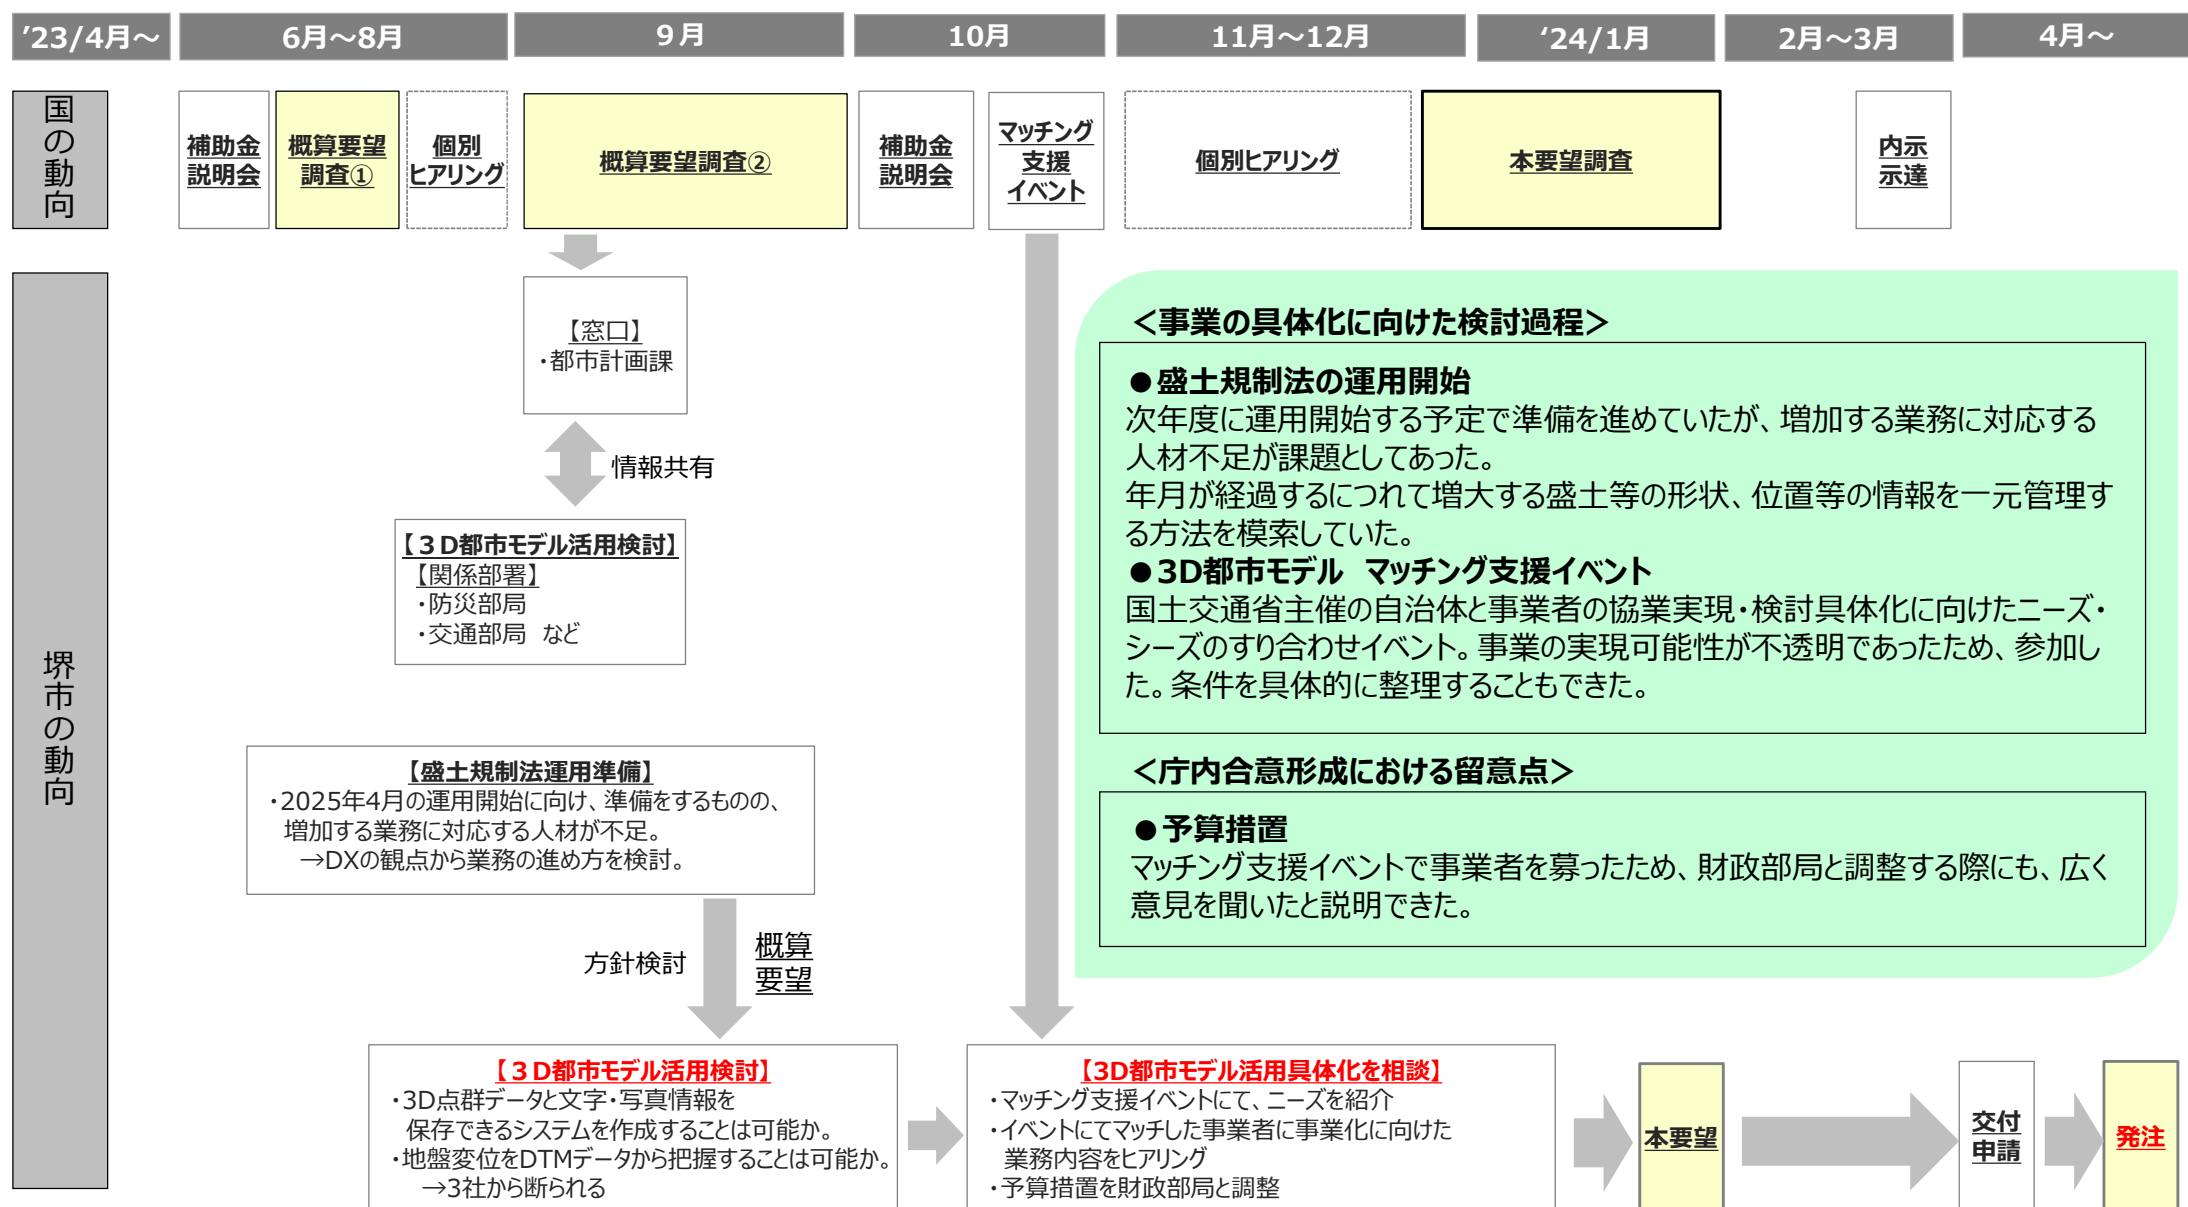 ’23/4月～
6月～8月
９月
10月
11月～12月
‘24/1月
2月～3月
4月～
国の動向
補助金
説明会
概算要望
調査①
個別
ヒアリング
概算要望調査②
補助金
説明会
マッチング
支援
イベント
個別ヒアリング
本要望調査
内示
示達
堺市の動向
【窓口】
・都市計画課
情報共有
【３D都市モデル活用検討】
【関係部署】
・防災部局
・交通部局　など
【盛土規制法運用準備】
・2025年4月の運用開始に向け、準備をするものの、
増加する業務に対応する人材が不足。
→DXの観点から業務の進め方を検討。
方針検討
概算
要望
＜事業の具体化に向けた検討過程＞
●盛土規制法の運用開始
次年度に運用開始する予定で準備を進めていたが、増加する業務に対応する
人材不足が課題としてあった。
年月が経過するにつれて増大する盛土等の形状、位置等の情報を一元管理す
る方法を模索していた。
●3D都市モデル　マッチング支援イベント
国土交通省主催の自治体と事業者の協業実現・検討具体化に向けたニーズ・
シーズのすり合わせイベント。事業の実現可能性が不透明であったため、参加し
た。条件を具体的に整理することもできた。
＜庁内合意形成における留意点＞
●予算措置
マッチング支援イベントで事業者を募ったため、財政部局と調整する際にも、広く
意見を聞いたと説明できた。
【３D都市モデル活用検討】
・3D点群データと文字・写真情報を
保存できるシステムを作成することは可能か。
・地盤変位をDTMデータから把握することは可能か。
→3社から断られる
【3D都市モデル活用具体化を相談】
・マッチング支援イベントにて、ニーズを紹介
・イベントにてマッチした事業者に事業化に向けた
業務内容をヒアリング
・予算措置を財政部局と調整
本要望
交付
申請
発注